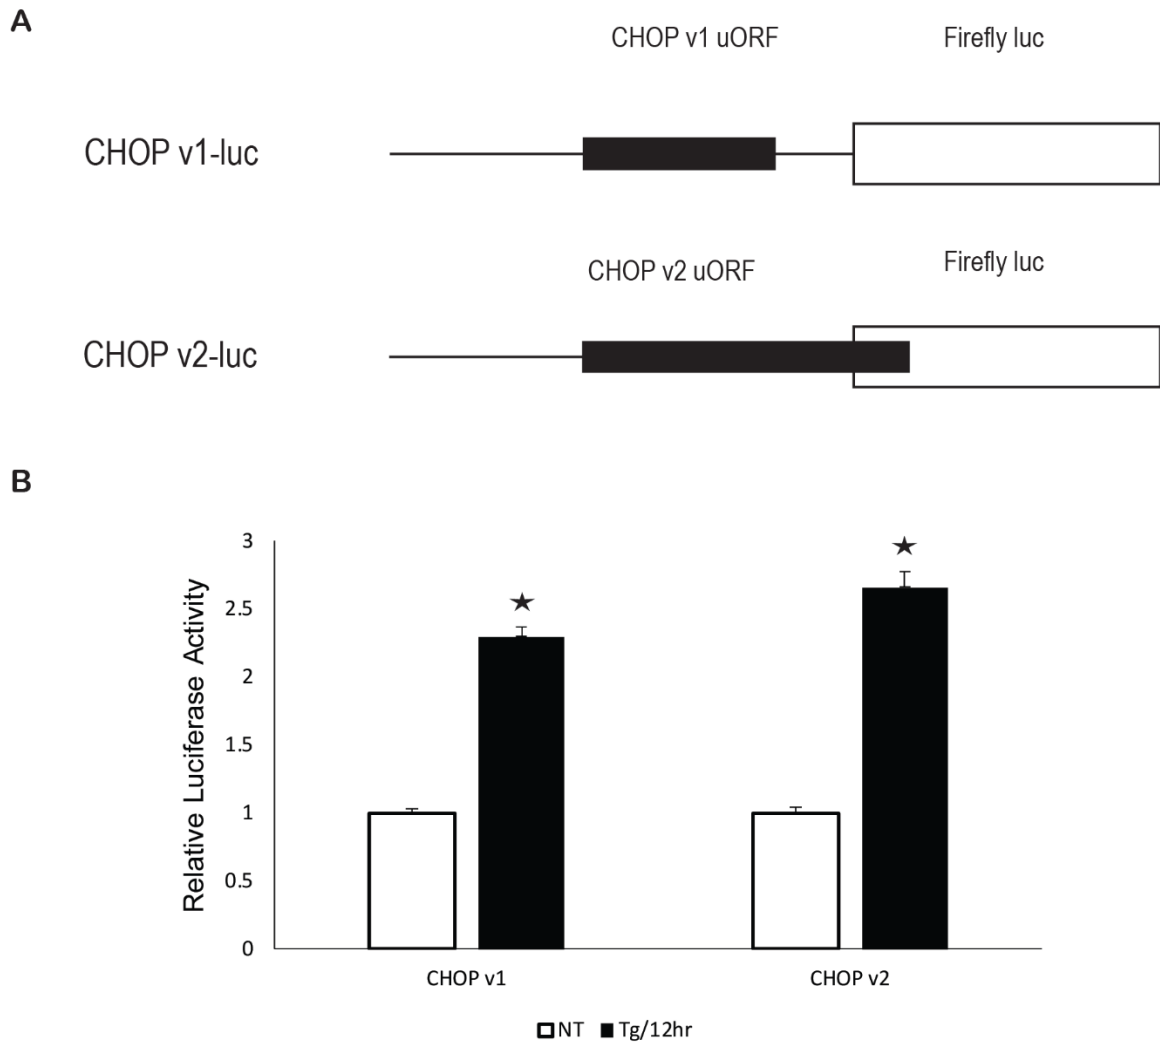 A
CHOP v1 uORF
Firefly luc
CHOP v1-luc
CHOP v2 uORF
Firefly luc
CHOP v2-luc
B
Relative Luciferase Activity
3
2.5
2
1.5
1
0.5
0
CHOP v1
CHOP v2
NT
Tg/12hr